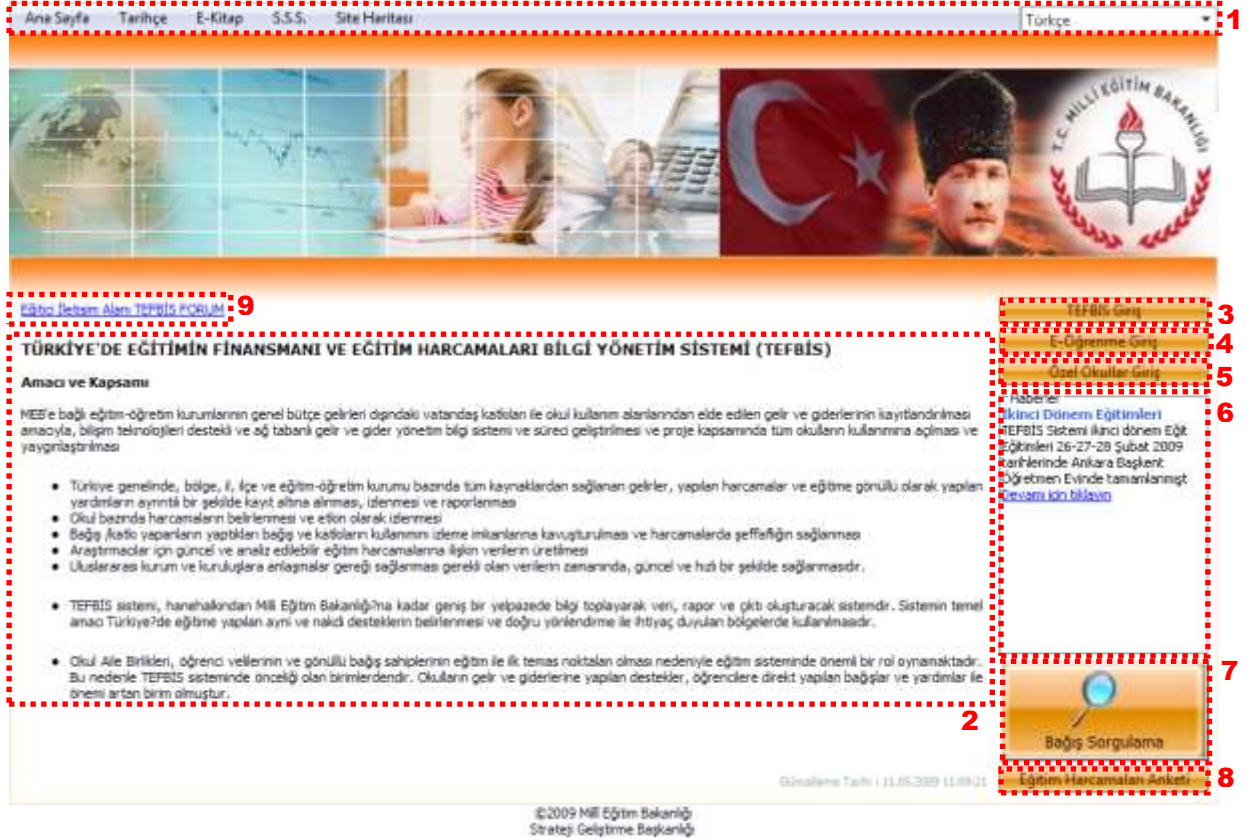 Ana Sayfa Tarihçe E-Kitap S.S.S. Site Haritası Türkçe 1
T.C. MİLLİ EĞİTİM BAKANLIĞI
Eğitici İletişim Alanı TEFBİS FORUM 9
TEFBİS Giriş 3
E-Öğrenme Giriş 4
Özel Okullar Giriş 5
TÜRKİYE'DE EĞİTİMİN FİNANSMANI VE EĞİTİM HARCAMALARI BİLGİ YÖNETİM SİSTEMİ (TEFBİS)
Amacı ve Kapsamı
MEB'e bağlı eğitim-öğretim kurumlarının genel bütçe gelirleri dışındaki vatandaş katkıları ile okul kullanım alanlarından elde edilen gelir ve giderlerinin kayıtlandırılması
amacıyla, bilişim teknolojileri destekli ve ağ tabanlı gelir ve gider yönetim bilgi sistemi ve süreci geliştirilmesi ve proje kapsamında tüm okulların kullanımına açılması ve
yaygınlaştırılması
• Türkiye genelinde, bölge, il, ilçe ve eğitim-öğretim kurumu bazında tüm kaynaklardan sağlanan gelirler, yapılan harcamalar ve eğitime gönüllü olarak yapılan
yardımların ayrıntılı bir şekilde kayıt altına alınması, izlenmesi ve raporlanması
• Okul bazında harcamaların belirlenmesi ve etkin olarak izlenmesi
• Bağış /katkı yapanların yaptıkları bağış ve katkıların kullanımını izleme imkanlarına kavuşturulması ve harcamalarda şeffaflığın sağlanması
• Araştırmacılar için güncel ve analiz edilebilir eğitim harcamalarına ilişkin verilerin üretilmesi
• Uluslararası kurum ve kuruluşlara anlaşmalar gereği sağlanması gerekli olan verilerin zamanında, güncel ve hızlı bir şekilde sağlanmasıdır.
• TEFBİS sistemi, hanehalkından Milli Eğitim Bakanlığı?na kadar geniş bir yelpazede bilgi toplayarak veri, rapor ve çıktı oluşturacak sistemdir. Sistemin temel
amacı Türkiye?de eğitime yapılan ayni ve nakdi desteklerin belirlenmesi ve doğru yönlendirme ile ihtiyaç duyulan bölgelerde kullanılmasıdır.
• Okul Aile Birlikleri, öğrenci velilerinin ve gönüllü bağış sahiplerinin eğitim ile ilk temas noktaları olması nedeniyle eğitim sisteminde önemli bir rol oynamaktadır.
Bu nedenle TEFBİS sisteminde önceliği olan birimlerdendir. Okulların gelir ve giderlerine yapılan destekler, öğrencilere direkt yapılan bağışlar ve yardımlar ile
önemi artan birim olmuştur.
2
Haberler 6
İkinci Dönem Eğitimleri
TEFBİS Sistemi ikinci dönem Eğit
Eğitimleri 26-27-28 Şubat 2009
tarihlerinde Ankara Başkent
Öğretmen Evinde tamamlanmışt
Devamı için tıklayın
7
Bağış Sorgulama
Güncelleme Tarihi : 11.05.2009 11:09:21
Eğitim Harcamaları Anketi 8
©2009 Millî Eğitim Bakanlığı
Strateji Geliştirme Başkanlığı